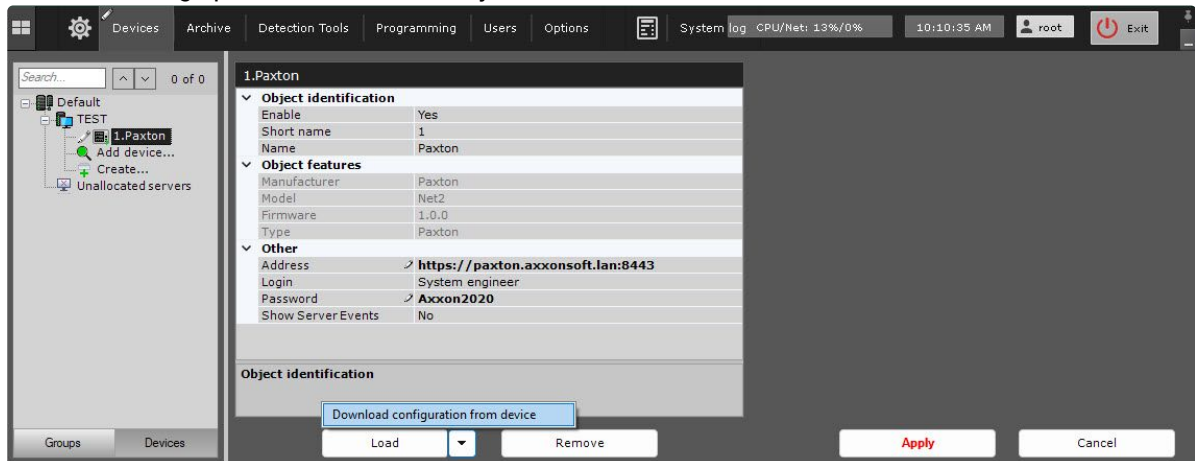 Devices Archive Detection Tools Programming Users Options System log CPU/Net: 13%/0% 10:10:35 AM root Exit
Search... 0 of 0
Default
TEST
1.Paxton
Add device...
Create...
Unallocated servers
1.Paxton
Object identification
Enable Yes
Short name 1
Name Paxton
Object features
Manufacturer Paxton
Model Net2
Firmware 1.0.0
Type Paxton
Other
Address https://paxton.axxonsoft.lan:8443
Login System engineer
Password Axxon2020
Show Server Events No
Object identification
Download configuration from device
Groups Devices Load Remove Apply Cancel